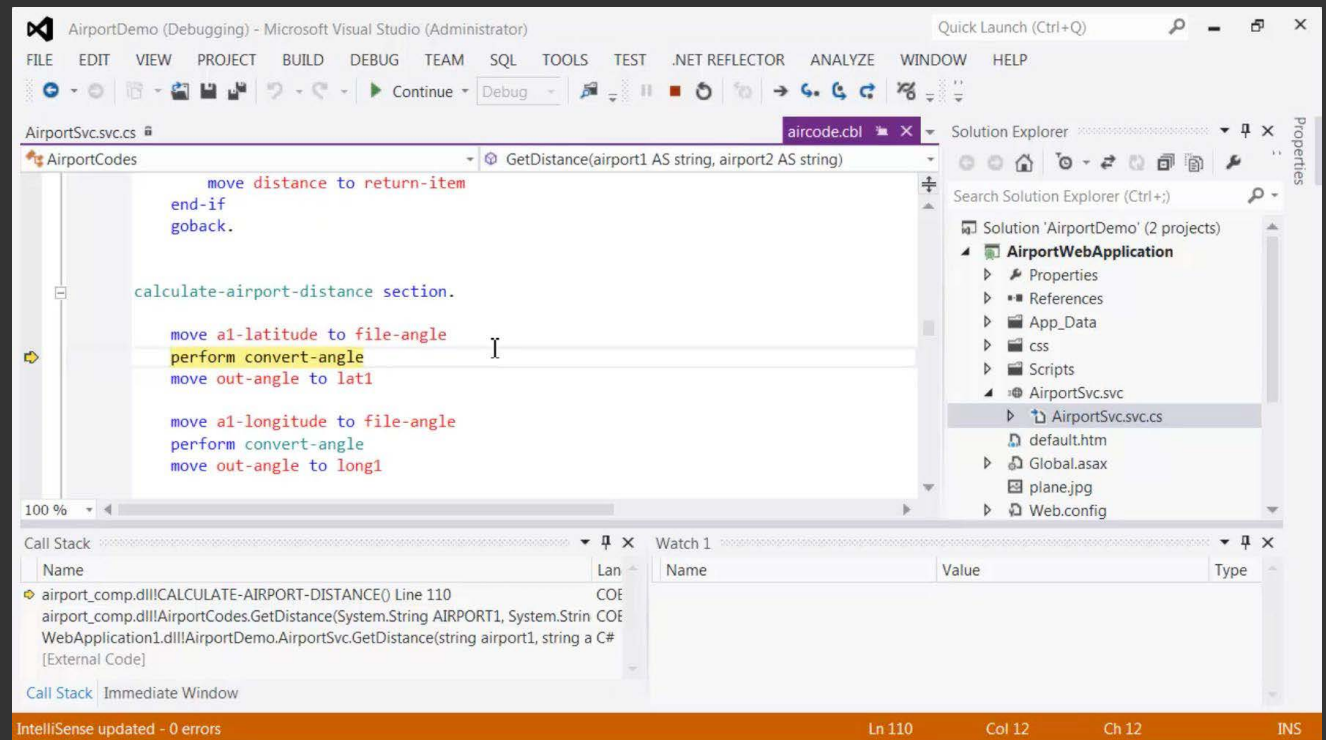 AirportDemo (Debugging) - Microsoft Visual Studio (Administrator)
Quick Launch (Ctrl+Q)
FILE EDIT VIEW PROJECT BUILD DEBUG TEAM SQL TOOLS TEST .NET REFLECTOR ANALYZE WINDOW HELP
Continue Debug
AirportSvc.svc.cs
aircode.cbl
AirportCodes
GetDistance(airport1 AS string, airport2 AS string)
move distance to return-item
end-if
goback.
calculate-airport-distance section.
move a1-latitude to file-angle
perform convert-angle
move out-angle to lat1
move a1-longitude to file-angle
perform convert-angle
move out-angle to long1
100 %
Solution Explorer
Search Solution Explorer (Ctrl+;)
Solution 'AirportDemo' (2 projects)
AirportWebApplication
Properties
References
App_Data
css
Scripts
AirportSvc.svc
AirportSvc.svc.cs
default.htm
Global.asax
plane.jpg
Web.config
Properties
Call Stack
Name Lan
airport_comp.dll!CALCULATE-AIRPORT-DISTANCE() Line 110 COB
airport_comp.dll!AirportCodes.GetDistance(System.String AIRPORT1, System.Strin COB
WebApplication1.dll!AirportDemo.AirportSvc.GetDistance(string airport1, string a C#
[External Code]
Call Stack Immediate Window
Watch 1
Name Value Type
IntelliSense updated - 0 errors
Ln 110 Col 12 Ch 12 INS